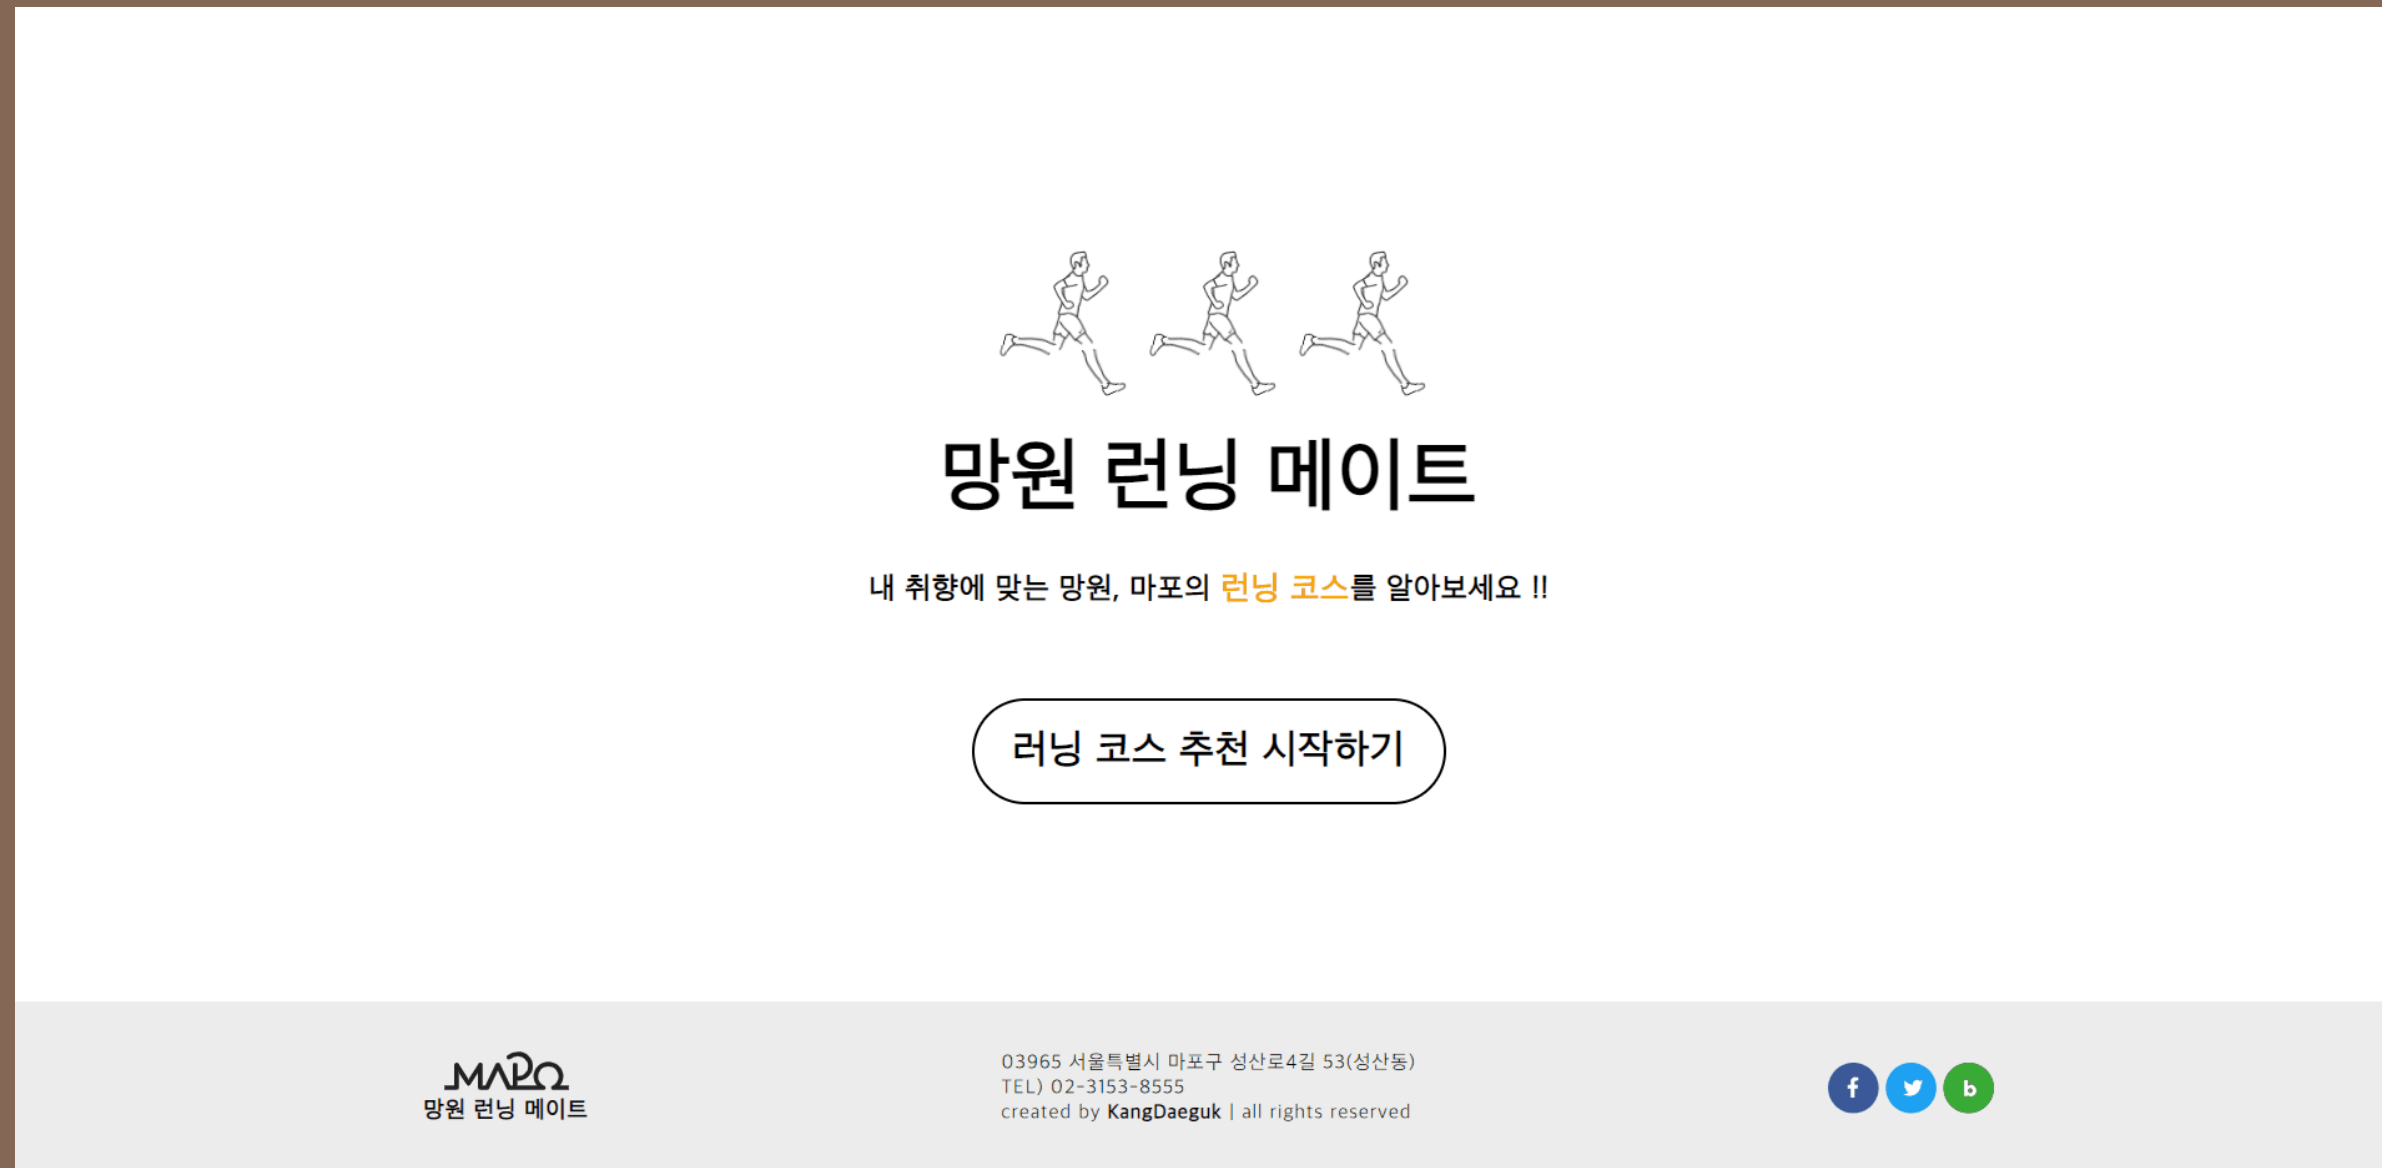 망원 런닝 메이트
내 취향에 맞는 망원, 마포의 런닝 코스를 알아보세요 !!
러닝 코스 추천 시작하기
MAPO
망원 런닝 메이트
03965 서울특별시 마포구 성산로4길 53(성산동)
TEL) 02-3153-8555
created by KangDaeguk | all rights reserved
f
b